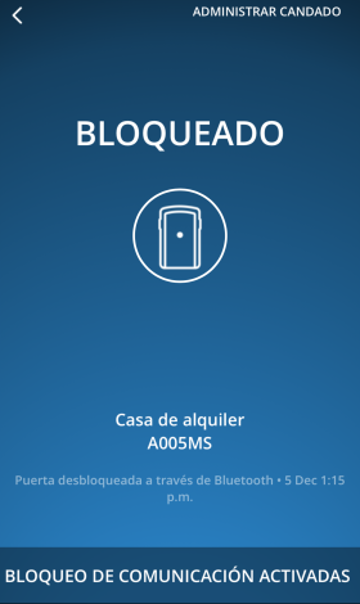 ADMINISTRAR CANDADO
BLOQUEADO
Casa de alquiler
A005MS
Puerta desbloqueada a través de Bluetooth • 5 Dec 1:15
p.m.
BLOQUEO DE COMUNICACIÓN ACTIVADAS